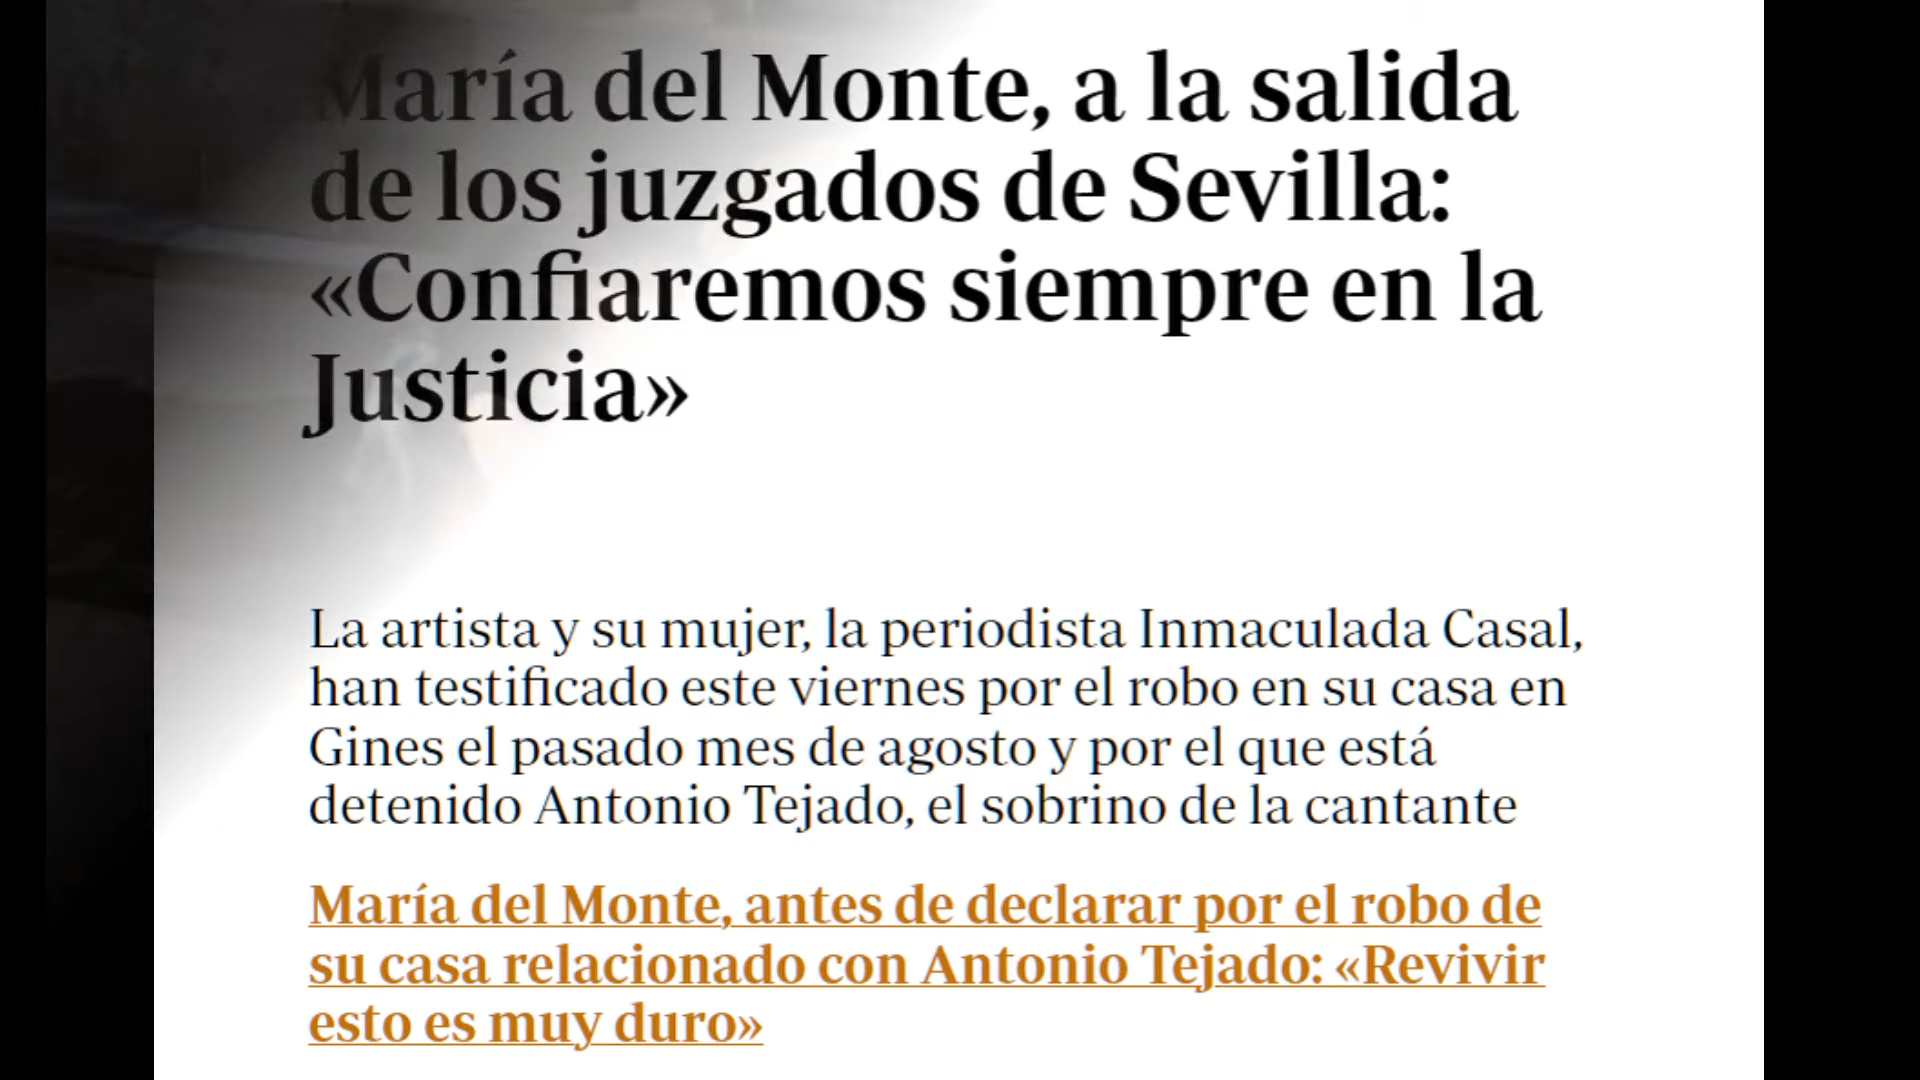 María del Monte, a la salida
de los juzgados de Sevilla:
«Confiaremos siempre en la
Justicia»
La artista y su mujer, la periodista Inmaculada Casal,
han testificado este viernes por el robo en su casa en
Gines el pasado mes de agosto y por el que está
detenido Antonio Tejado, el sobrino de la cantante
María del Monte, antes de declarar por el robo de
su casa relacionado con Antonio Tejado: «Revivir
esto es muy duro»